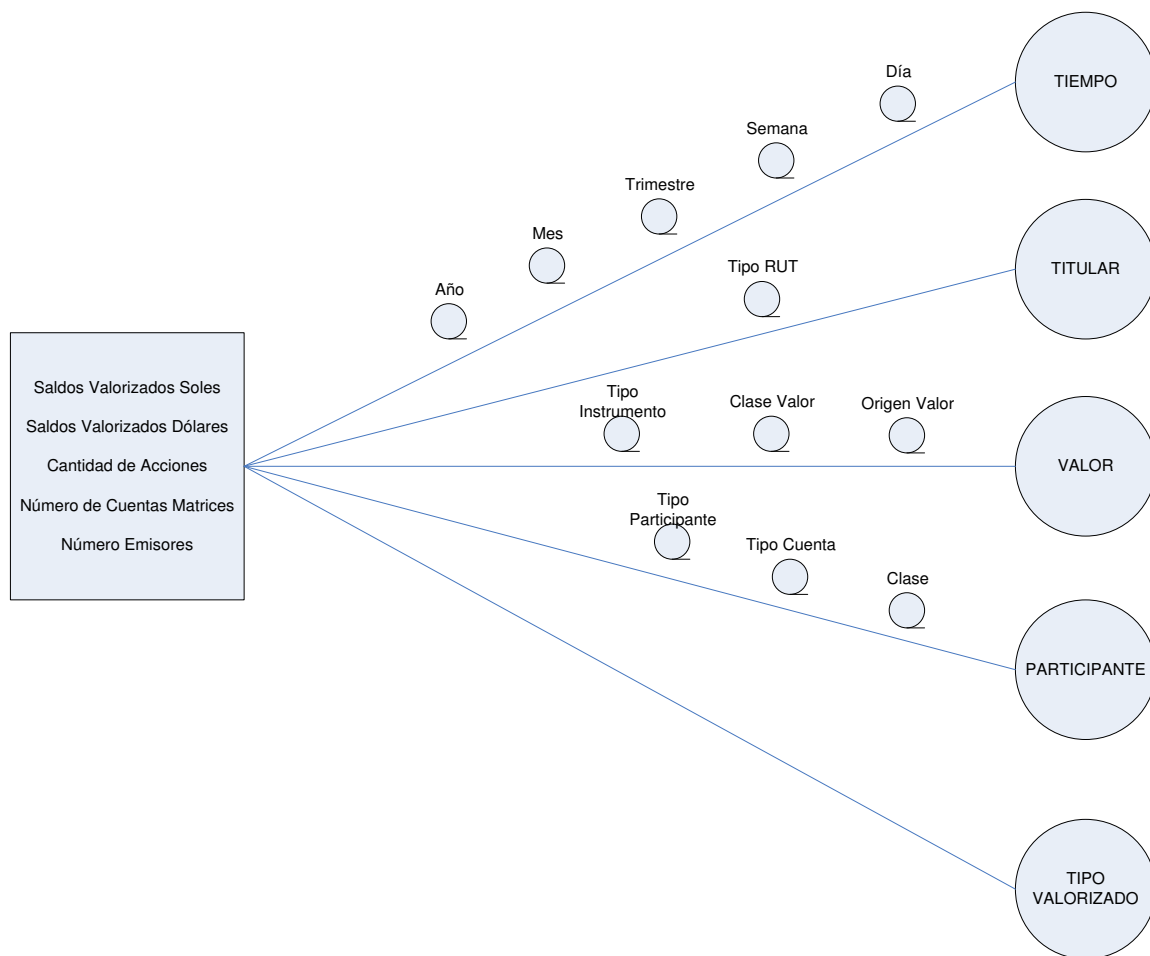 TIEMPO
Día
Semana
Trimestre
Mes
Año
TITULAR
Tipo RUT
Saldos Valorizados Soles
Saldos Valorizados Dólares
Cantidad de Acciones
Número de Cuentas Matrices
Número Emisores
Tipo
Instrumento
Clase Valor
Origen Valor
VALOR
Tipo
Participante
Tipo Cuenta
Clase
PARTICIPANTE
TIPO
VALORIZADO